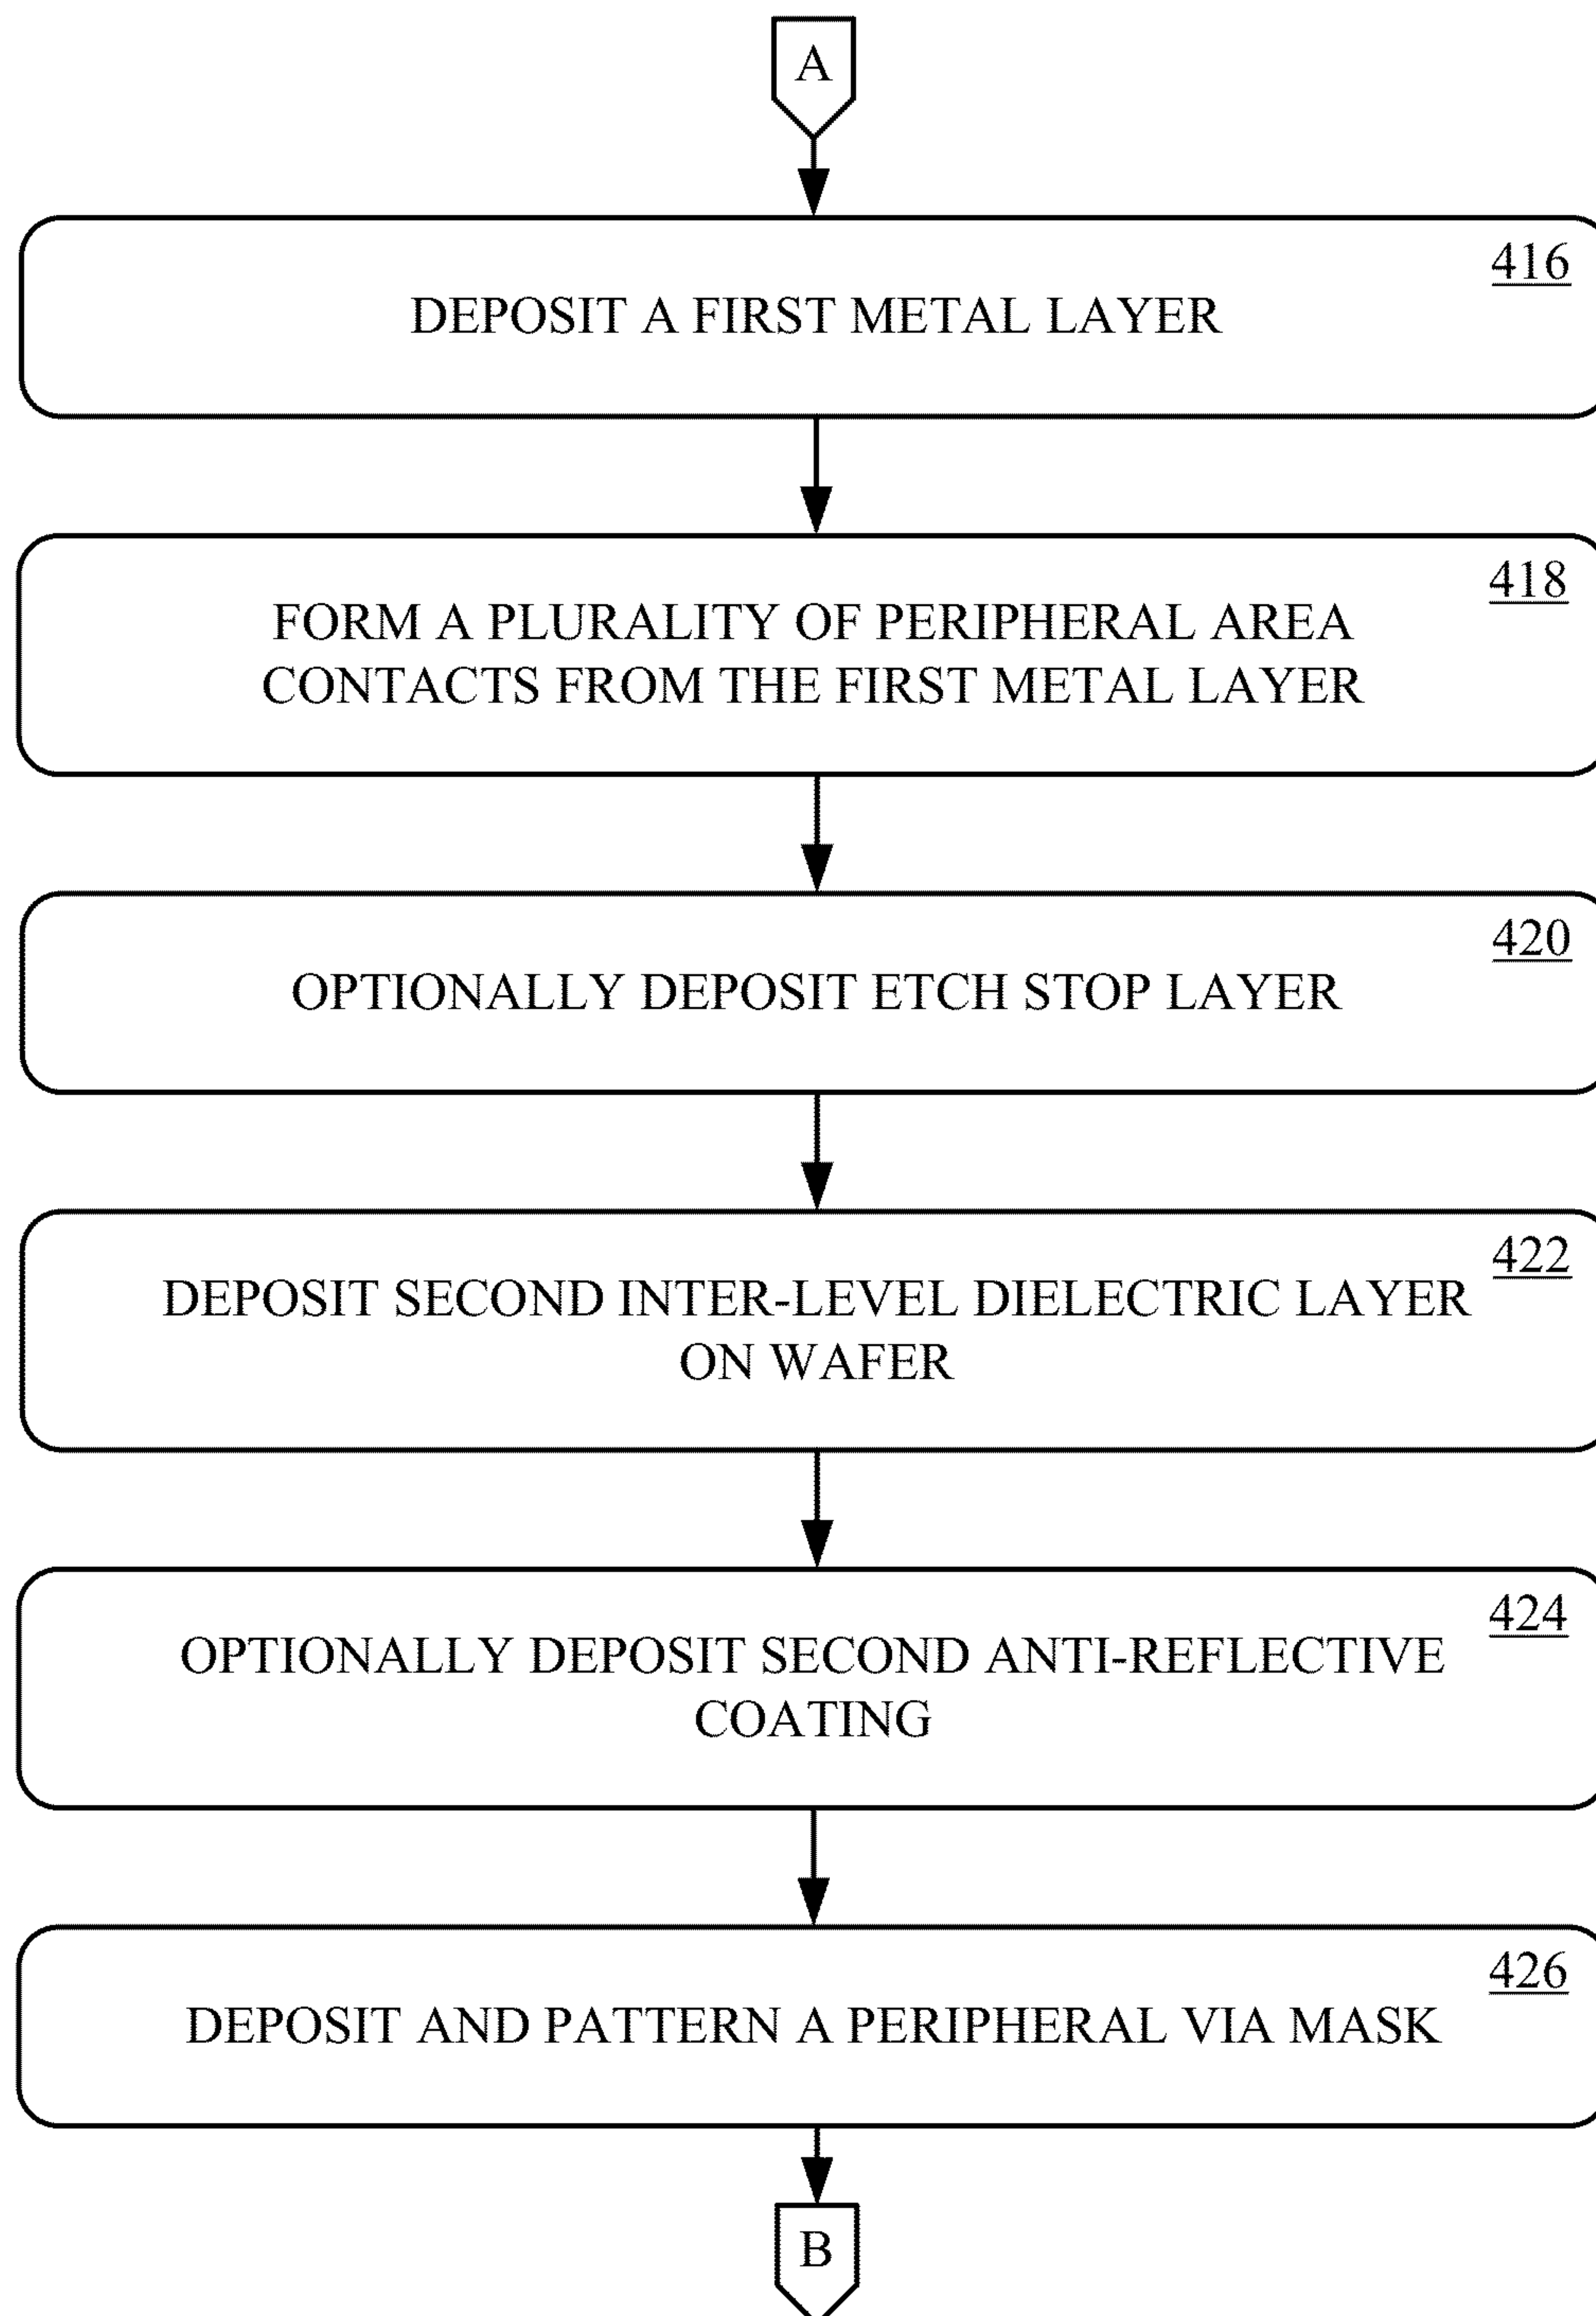 A
416
DEPOSIT A FIRST METAL LAYER
418
FORM A PLURALITY OF PERIPHERAL AREA
CONTACTS FROM THE FIRST METAL LAYER
420
OPTIONALLY DEPOSIT ETCH STOP LAYER
422
DEPOSIT SECOND INTER-LEVEL DIELECTRIC LAYER
ON WAFER
424
OPTIONALLY DEPOSIT SECOND ANTI-REFLECTIVE
COATING
426
DEPOSIT AND PATTERN A PERIPHERAL VIA MASK
B